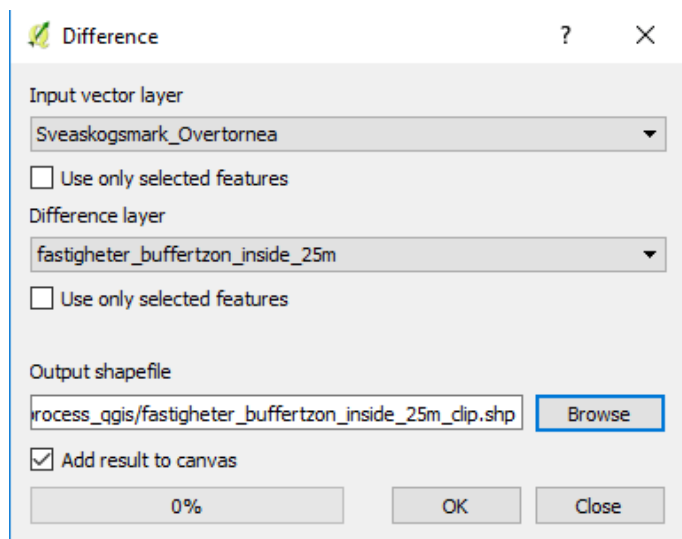 Difference
?
Input vector layer
Sveaskogsmark_Overtornea
Use only selected features
Difference layer
fastigheter_buffertzon_inside_25m
Use only selected features
Output shapefile
rocess_qgis/fastigheter_buffertzon_inside_25m_clip.shp
Browse
Add result to canvas
0%
OK
Close